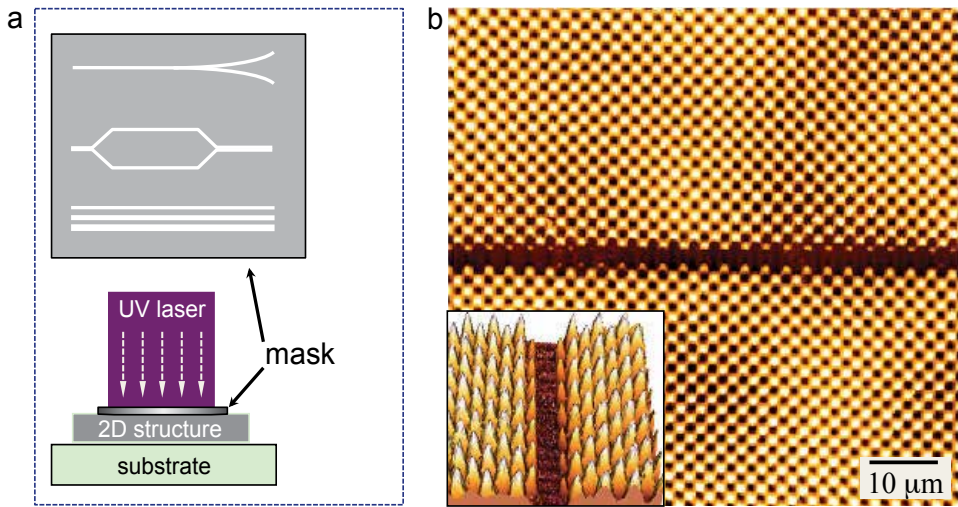 a
UV laser
mask
2D structure
substrate
b
10 μm